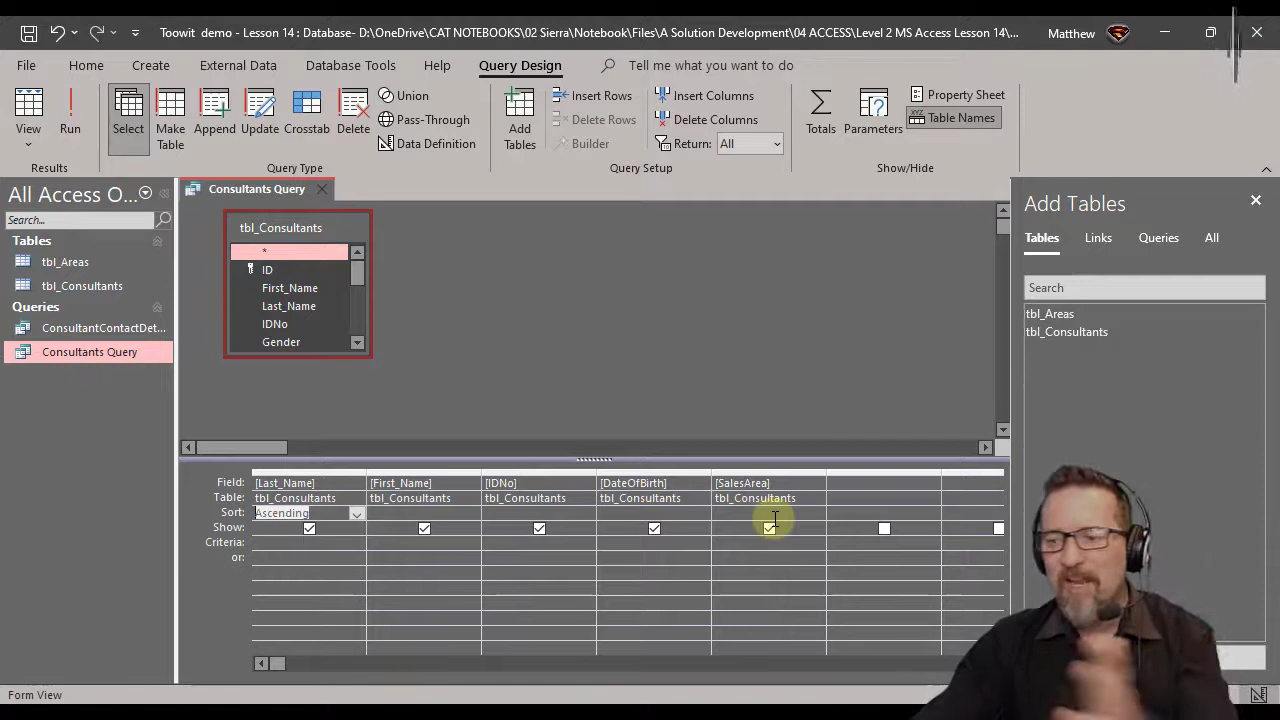 Toowit demo - Lesson 14 : Database- D:\OneDrive\CAT NOTEBOOKS\02 Sierra\Notebook\Files\A Solution Development\04 ACCESS\Level 2 MS Access Lesson 14\...
Matthew
File Home Create External Data Database Tools Help Query Design Tell me what you want to do
View
Run
Select
Make Table
Append
Update
Crosstab
Delete
Union
Pass-Through
Data Definition
Add Tables
Insert Rows
Delete Rows
Builder
Insert Columns
Delete Columns
Return: All
Totals
Parameters
Property Sheet
XYZ Table Names
Results
Query Type
Query Setup
Show/Hide
All Access O...
Search...
Tables
tbl_Areas
tbl_Consultants
Queries
ConsultantContactDet...
Consultants Query
Consultants Query
tbl_Consultants
*
ID
First_Name
Last_Name
IDNo
Gender
Field: [Last_Name] [First_Name] [IDNo] [DateOfBirth] [SalesArea]
Table: tbl_Consultants tbl_Consultants tbl_Consultants tbl_Consultants tbl_Consultants
Sort: Ascending
Show:
Criteria:
or:
Add Tables
Tables Links Queries All
Search
tbl_Areas
tbl_Consultants
Form View